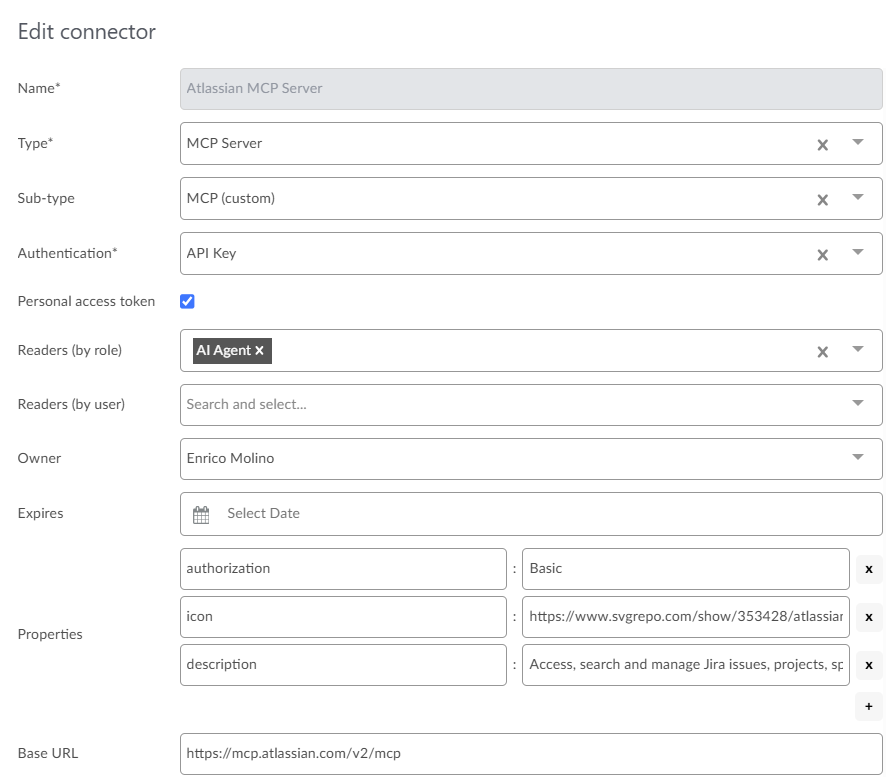 Edit connector
Name* Atlassian MCP Server
Type* MCP Server
Sub-type MCP (custom)
Authentication* API Key
Personal access token
Readers (by role) AI Agent x
Readers (by user) Search and select...
Owner Enrico Molino
Expires Select Date
authorization : Basic x
icon : https://www.svgrepo.com/show/353428/atlassian x
Properties
description : Access, search and manage Jira issues, projects, sp x
+
Base URL https://mcp.atlassian.com/v2/mcp